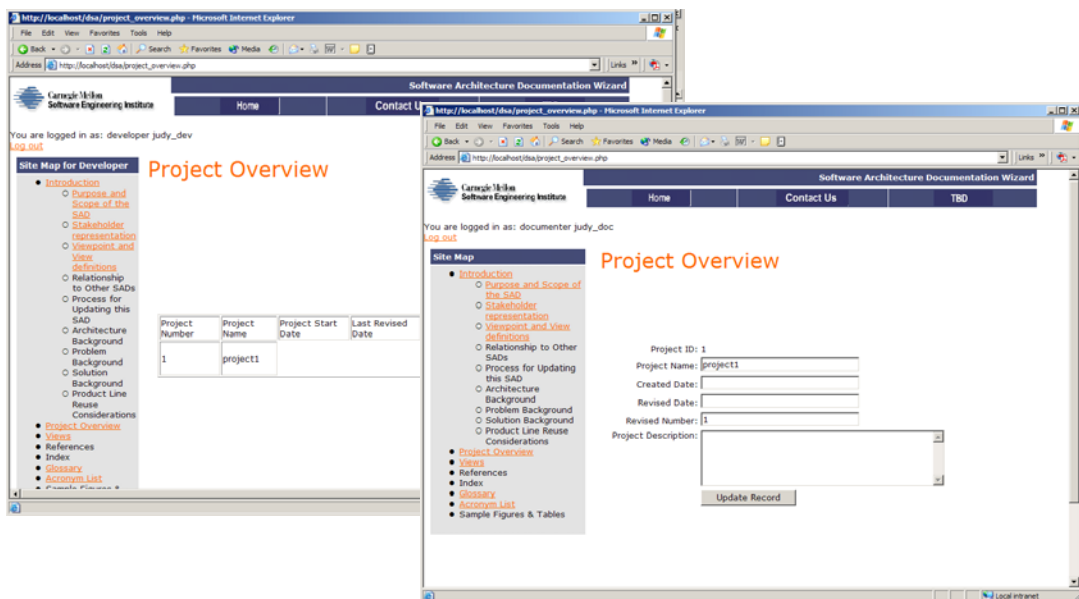 http://localhost/dsa/project_overview.php - Microsoft Internet Explorer
File Edit View Favorites Tools Help
Back Search Favorites Media
Address http://localhost/dsa/project_overview.php Links
Carnegie Mellon
Software Engineering Institute
Software Architecture Documentation Wizard
Home Contact U
You are logged in as: developer judy_dev
Log out
Site Map for Developer
Introduction
Purpose and
Scope of the
SAD
Stakeholder
representation
Viewpoint and
View
definitions
Relationship
to Other SADs
Process for
Updating this
SAD
Architecture
Background
Problem
Background
Solution
Background
Product Line
Reuse
Considerations
Project Overview
Views
References
Index
Glossary
Acronym List
Sample Figures &
Project Overview
Project Number Project Name Project Start Date Last Revised Date
1 project1
http://localhost/dsa/project_overview.php - Microsoft Internet Explorer
File Edit View Favorites Tools Help
Back Search Favorites Media
Address http://localhost/dsa/project_overview.php Links
Carnegie Mellon
Software Engineering Institute
Software Architecture Documentation Wizard
Home Contact Us TBD
You are logged in as: documenter judy_doc
Log out
Site Map
Introduction
Purpose and Scope of
the SAD
Stakeholder
representation
Viewpoint and View
definitions
Relationship to Other
SADs
Process for Updating
this SAD
Architecture
Background
Problem Background
Solution Background
Product Line Reuse
Considerations
Project Overview
Views
References
Index
Glossary
Acronym List
Sample Figures & Tables
Project Overview
Project ID: 1
Project Name: project1
Created Date:
Revised Date:
Revised Number: 1
Project Description:
Update Record
Local intranet